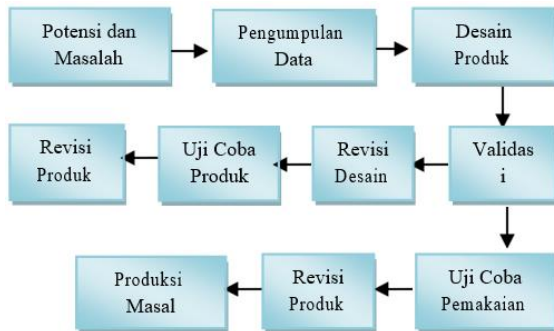 Potensi dan
Masalah
Pengumpulan
Data
Desain
Produk
Revisi
Produk
Uji Coba
Produk
Revisi
Desain
Validas
i
Produksi
Masal
Revisi
Produk
Uji Coba
Pemakaian